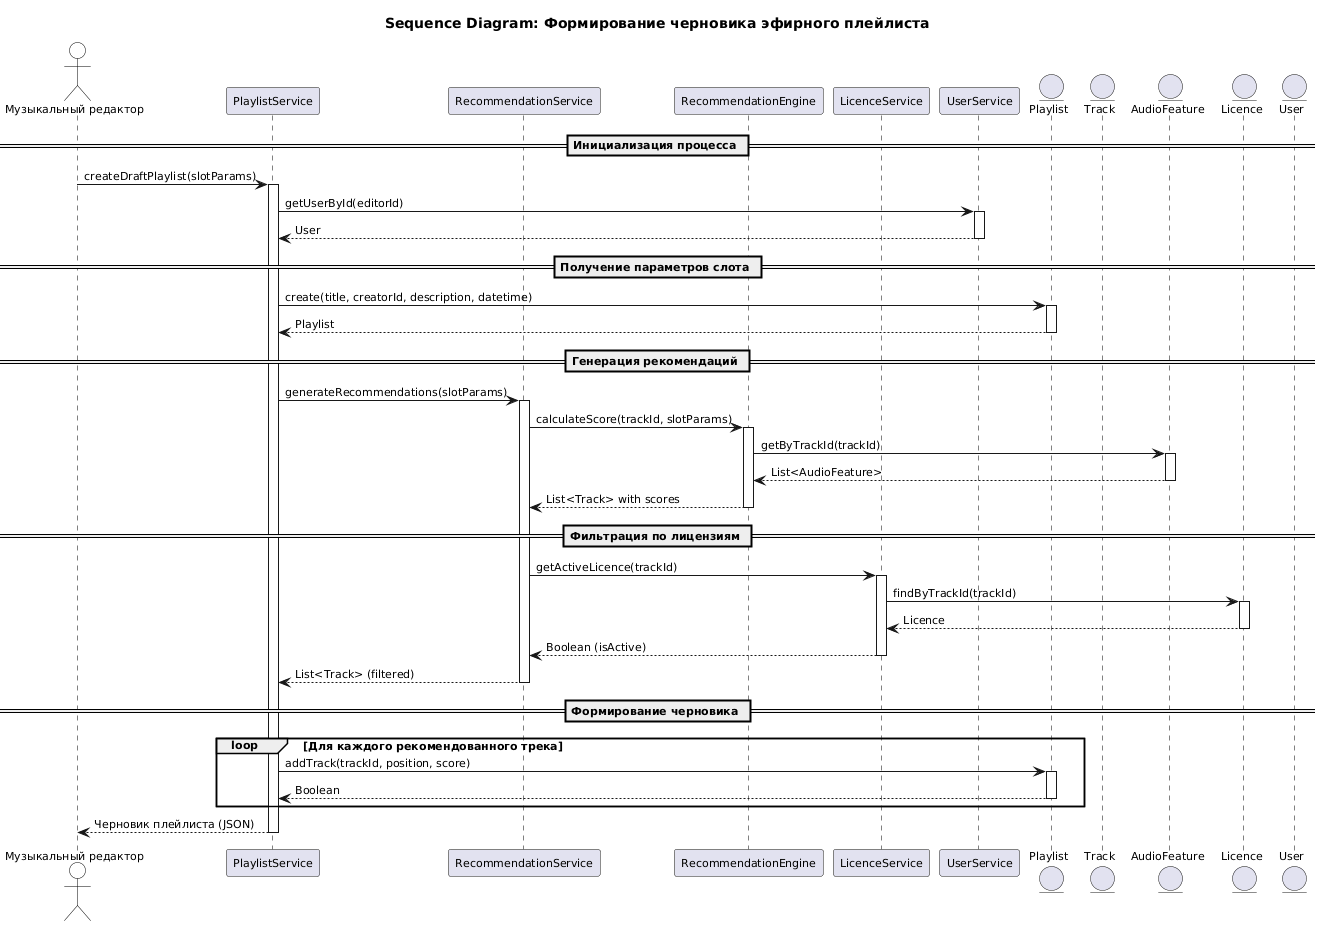 Sequence Diagram: Формирование черновика эфирного плейлиста
Музыкальный редактор
PlaylistService
RecommendationService
RecommendationEngine
LicenceService
UserService
Playlist
Track
AudioFeature
Licence
User
Инициализация процесса
createDraftPlaylist(slotParams)
getUserById(editorId)
User
Получение параметров слота
create(title, creatorId, description, datetime)
Playlist
Генерация рекомендаций
generateRecommendations(slotParams)
calculateScore(trackId, slotParams)
getByTrackId(trackId)
List<AudioFeature>
List<Track> with scores
Фильтрация по лицензиям
getActiveLicence(trackId)
findByTrackId(trackId)
Licence
Boolean (isActive)
List<Track> (filtered)
Формирование черновика
loop [Для каждого рекомендованного трека]
addTrack(trackId, position, score)
Boolean
Черновик плейлиста (JSON)
Музыкальный редактор
PlaylistService
RecommendationService
RecommendationEngine
LicenceService
UserService
Playlist
Track
AudioFeature
Licence
User